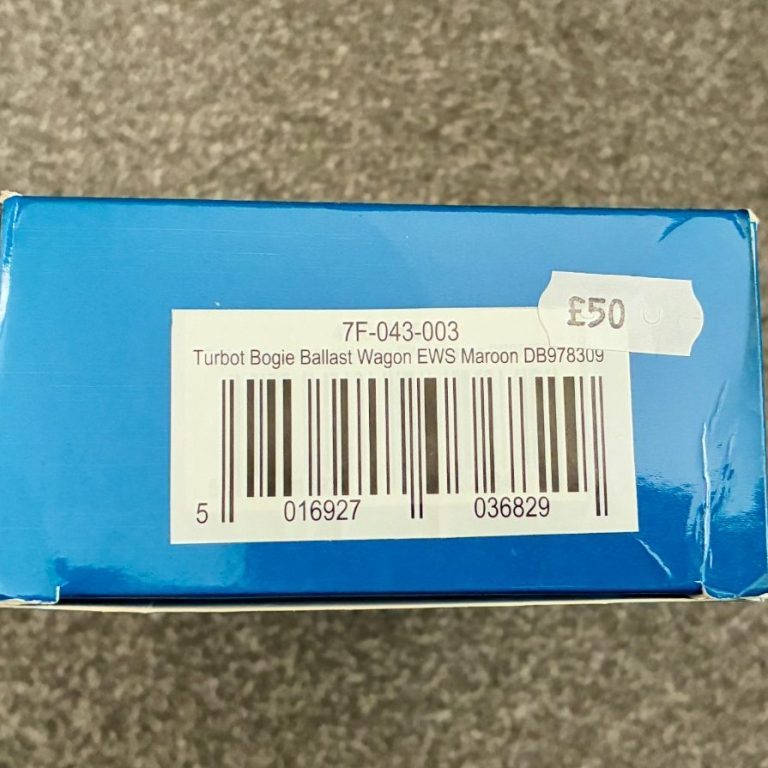 £50
7F-043-003
Turbot Bogie Ballast Wagon EWS Maroon DB978309
5 016927 036829